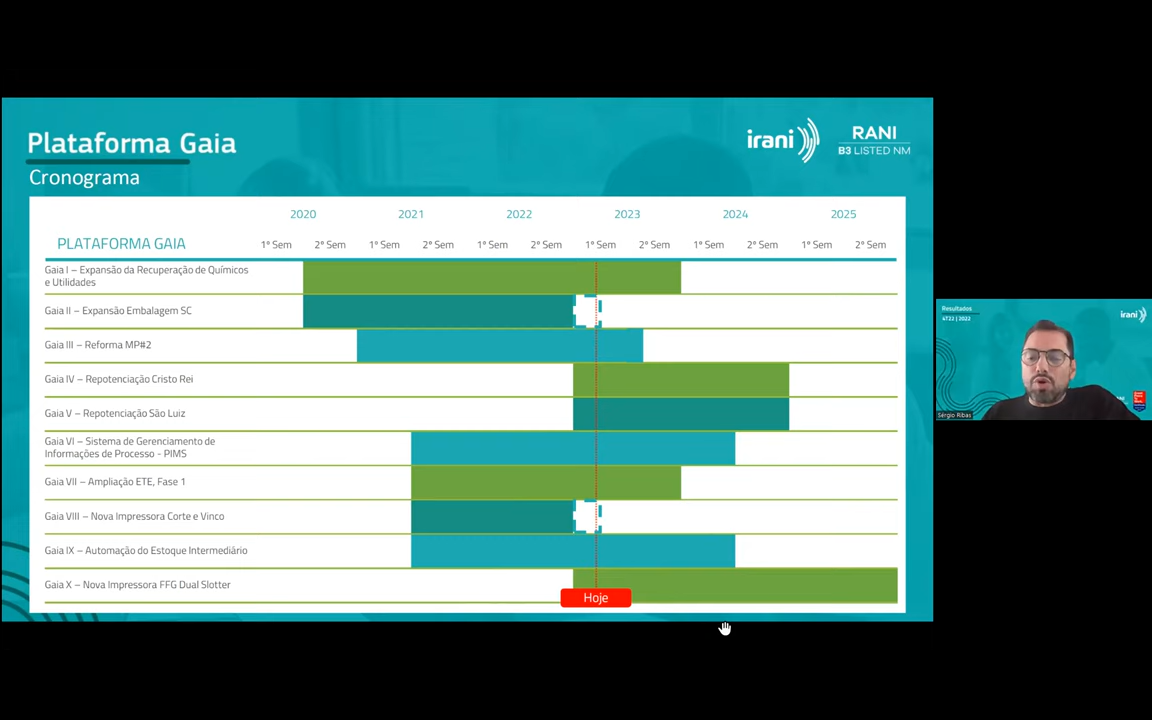 Plataforma Gaia
Cronograma
irani
RANI
B3 LISTED NM
2020 2021 2022 2023 2024 2025
PLATAFORMA GAIA
1º Sem 2º Sem 1º Sem 2º Sem 1º Sem 2º Sem 1º Sem 2º Sem 1º Sem 2º Sem 1º Sem 2º Sem
Gaia I – Expansão da Recuperação de Químicos
e Utilidades
Gaia II – Expansão Embalagem SC
Gaia III – Reforma MP#2
Gaia IV – Repotenciação Cristo Rei
Gaia V – Repotenciação São Luiz
Gaia VI – Sistema de Gerenciamento de
Informações de Processo - PIMS
Gaia VII – Ampliação ETE, Fase 1
Gaia VIII – Nova Impressora Corte e Vinco
Gaia IX – Automação do Estoque Intermediário
Gaia X – Nova Impressora FFG Dual Slotter
Hoje
Resultados
4T22 | 2022
irani
Sérgio Ribas